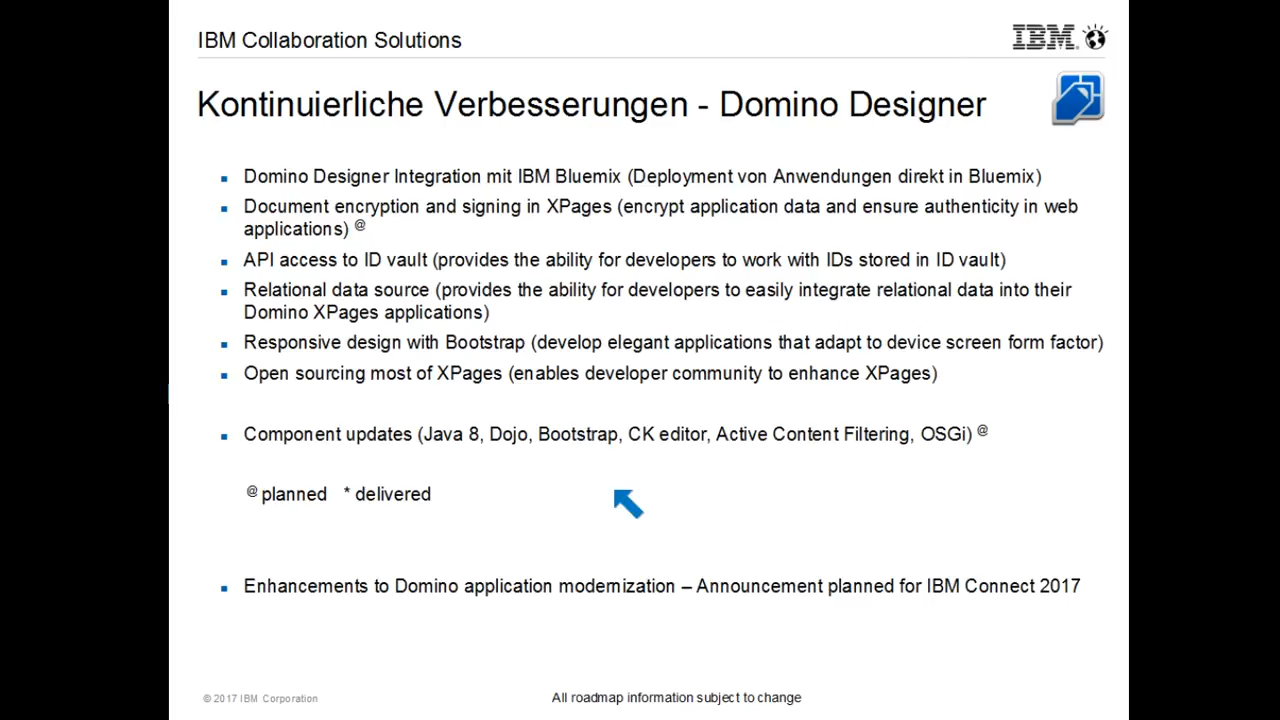 IBM Collaboration Solutions
IBM
Kontinuierliche Verbesserungen - Domino Designer
Domino Designer Integration mit IBM Bluemix (Deployment von Anwendungen direkt in Bluemix)
Document encryption and signing in XPages (encrypt application data and ensure authenticity in web
applications) @
API access to ID vault (provides the ability for developers to work with IDs stored in ID vault)
Relational data source (provides the ability for developers to easily integrate relational data into their
Domino XPages applications)
Responsive design with Bootstrap (develop elegant applications that adapt to device screen form factor)
Open sourcing most of XPages (enables developer community to enhance XPages)
Component updates (Java 8, Dojo, Bootstrap, CK editor, Active Content Filtering, OSGi) @
@ planned * delivered
Enhancements to Domino application modernization – Announcement planned for IBM Connect 2017
© 2017 IBM Corporation
All roadmap information subject to change